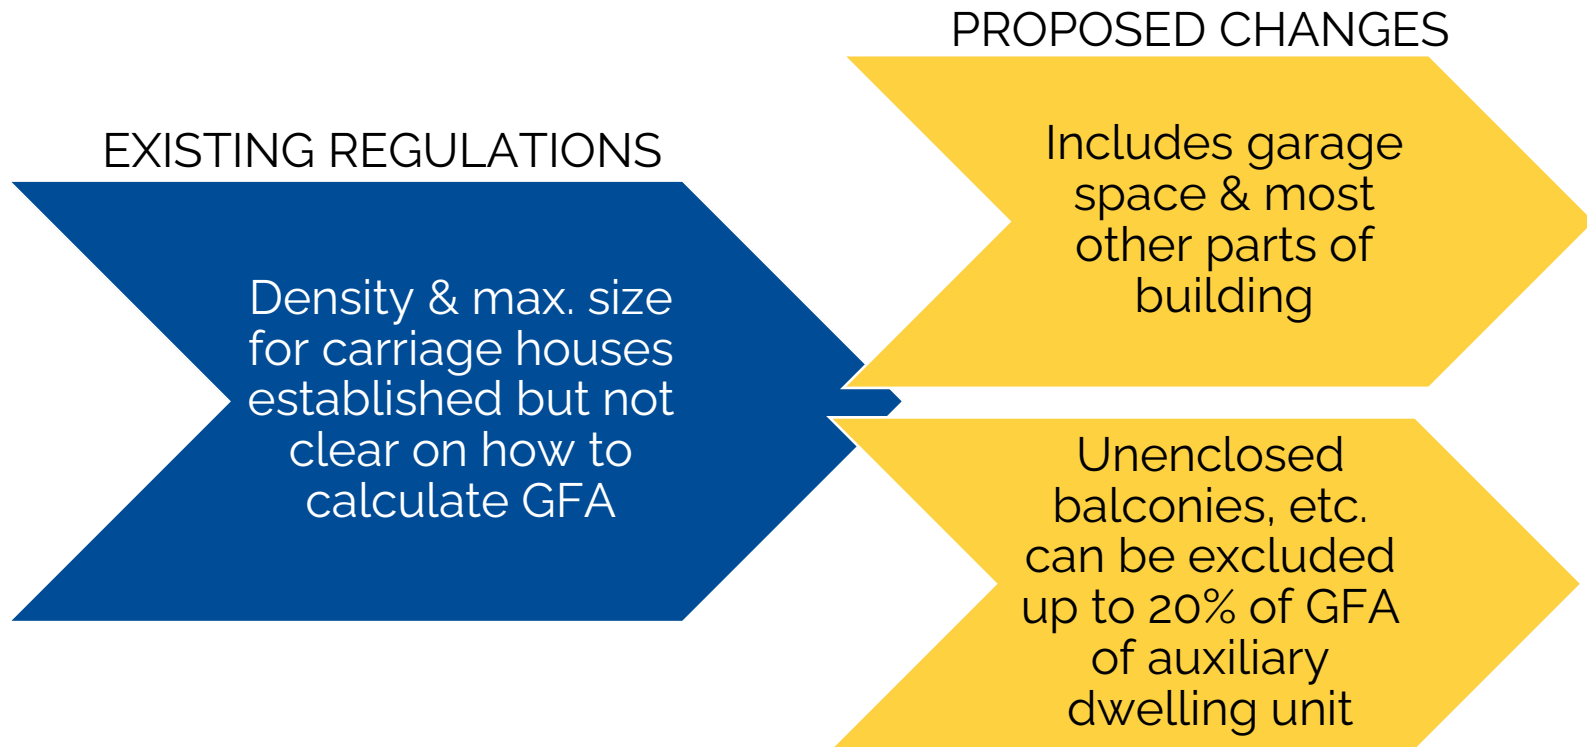 EXISTING REGULATIONS
Density & max. size
for carriage houses
established but not
clear on how to
calculate GFA
PROPOSED CHANGES
Includes garage
space & most
other parts of
building
Unenclosed
balconies, etc.
can be excluded
up to 20% of GFA
of auxiliary
dwelling unit